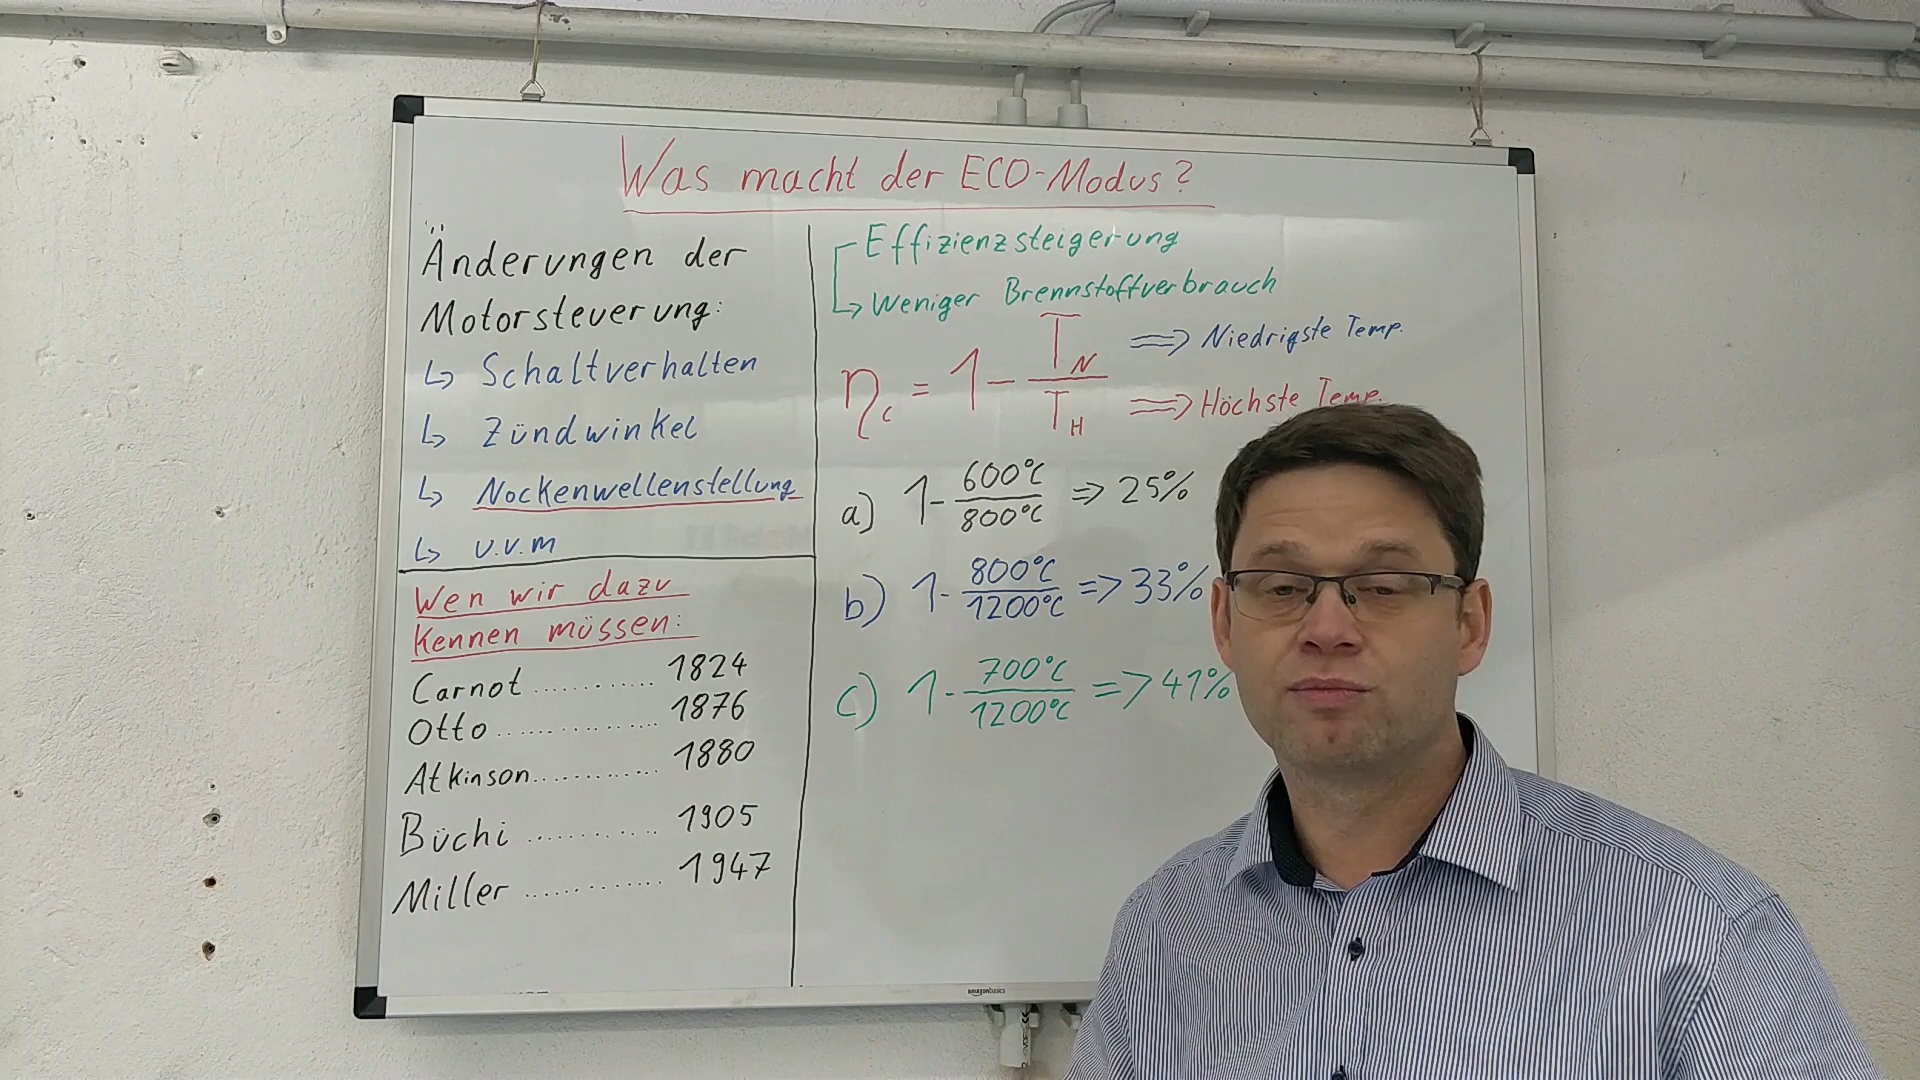 Was macht der ECO-Modus?
Änderungen der
Motorsteuerung:
↳ Schaltverhalten
↳ Zündwinkel
↳ Nockenwellenstellung
↳ u.v.m
Wen wir dazu
kennen müssen:
Carnot ............ 1824
Otto ............... 1876
Atkinson............. 1880
Büchi ............ 1905
Miller ............. 1947
Effizienzsteigerung
↳ Weniger Brennstoffverbrauch
η_c = 1 - T_N / T_H
⇒ Niedrigste Temp.
⇒ Höchste Temp.
a) 1 - 600°C / 800°C ⇒ 25%
b) 1 - 800°C / 1200°C => 33%
c) 1 - 700°C / 1200°C => 41%
amazonbasics